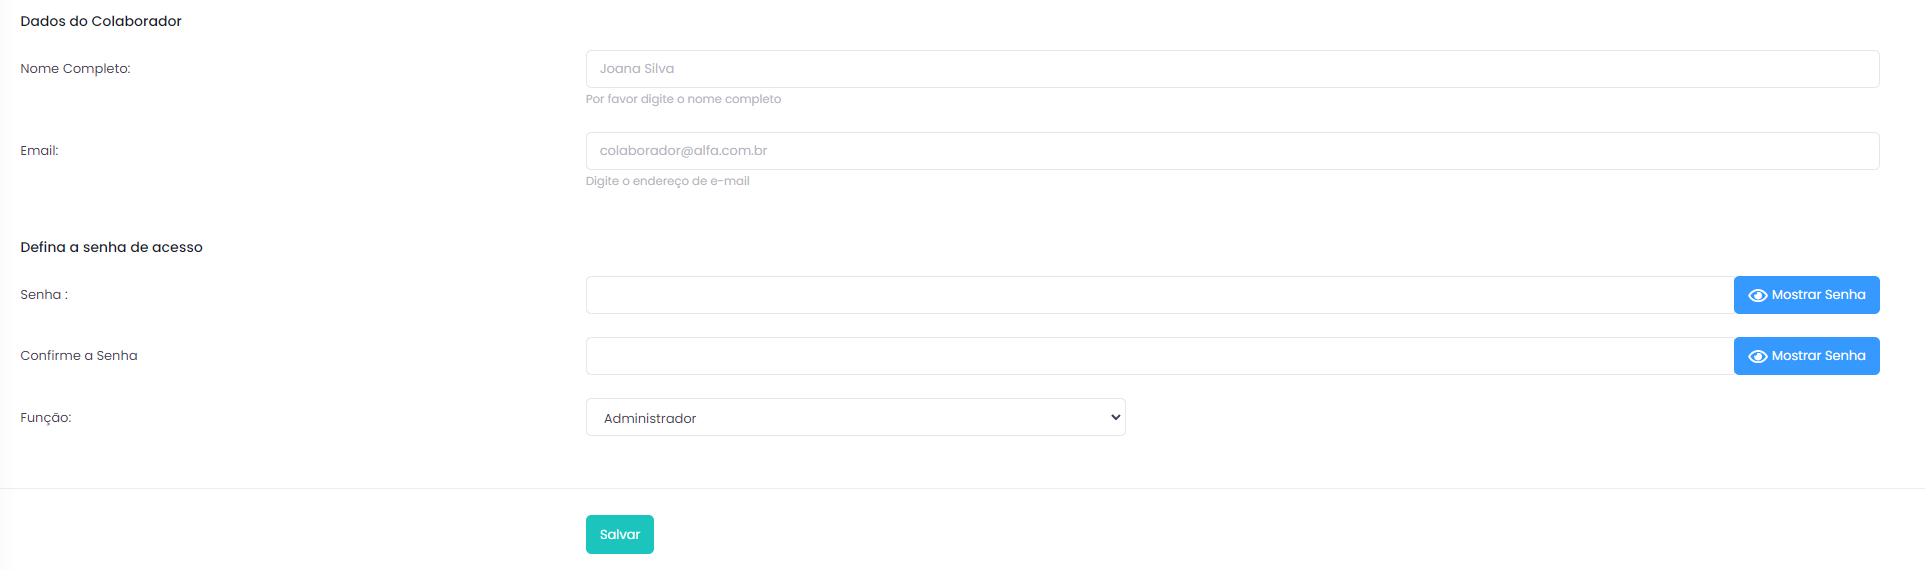 Dados do Colaborador
Nome Completo:
Joana Silva
Por favor digite o nome completo
Email:
colaborador@alfa.com.br
Digite o endereço de e-mail
Defina a senha de acesso
Senha :
Mostrar Senha
Confirme a Senha
Mostrar Senha
Função:
Administrador
Salvar